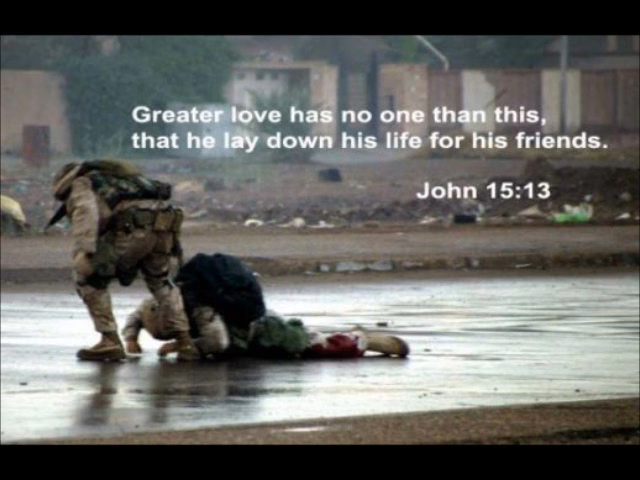 Greater love has no one than this,
that he lay down his life for his friends.
John 15:13